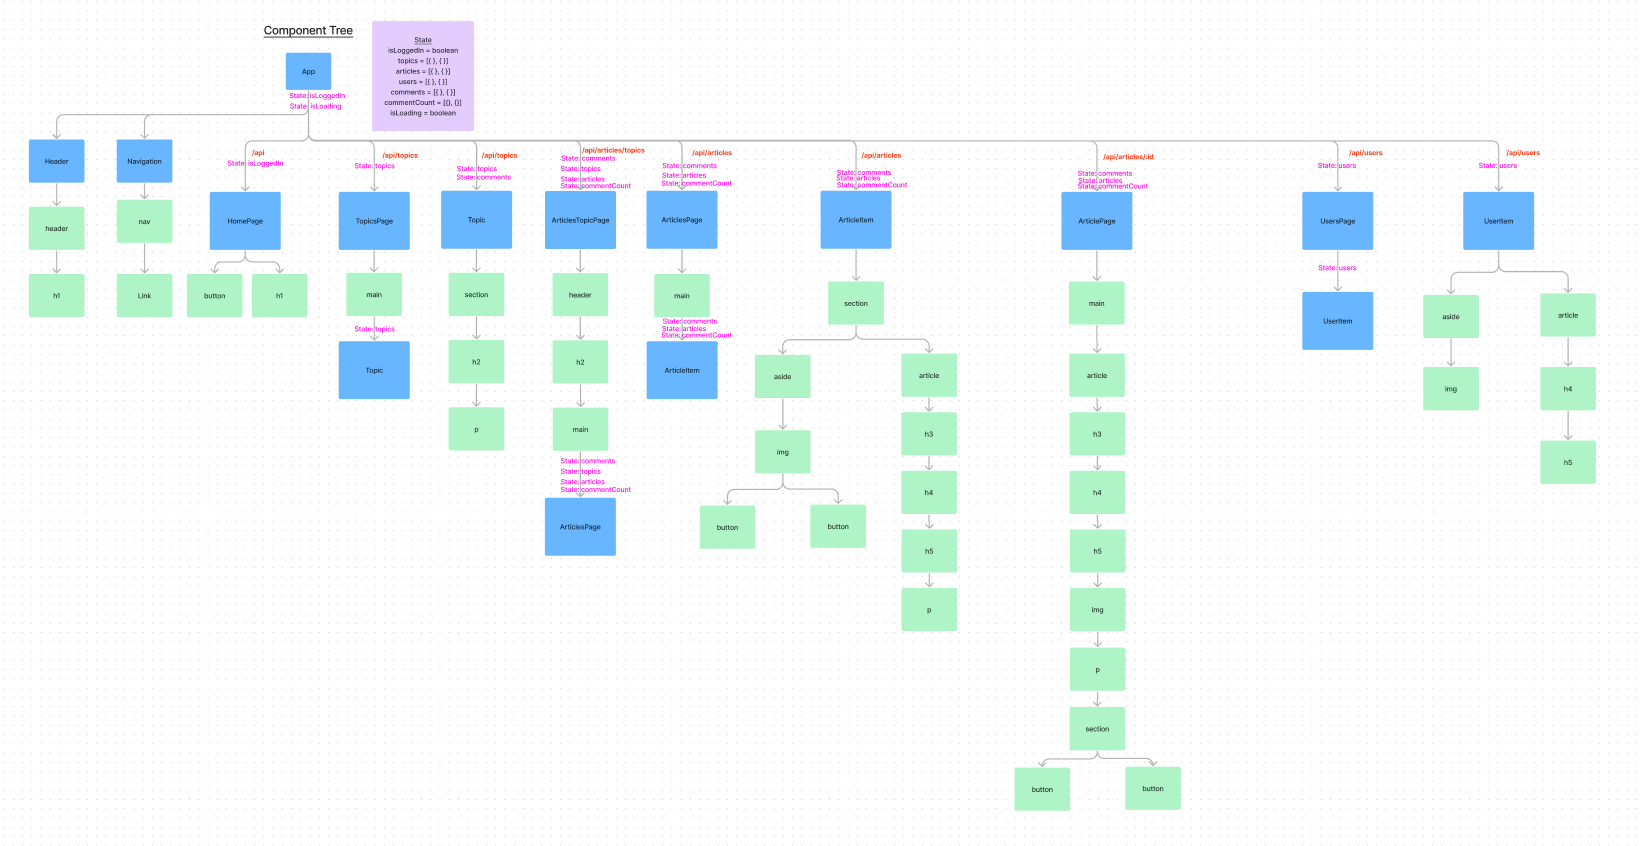 Component Tree
State
isLoggedIn = boolean
topics = [{ }, { }]
articles = [{ }, { }]
users = [{ }, { }]
comments = [{ }, { }]
commentCount = [{}, {}]
isLoading = boolean
App
State: isLoggedIn
State: isLoading
Header
header
h1
Navigation
nav
Link
/api
State: isLoggedIn
HomePage
button
h1
/api/topics
State: topics
TopicsPage
main
State: topics
Topic
/api/topics
State: topics
State: comments
Topic
section
h2
p
/api/articles/topics
State: comments
State: topics
State: articles
State: commentCount
ArticlesTopicPage
header
h2
main
State: comments
State: topics
State: articles
State: commentCount
ArticlesPage
/api/articles
State: comments
State: articles
State: commentCount
ArticlesPage
main
State: comments
State: articles
State: commentCount
ArticleItem
/api/articles
State: comments
State: articles
State: commentCount
ArticleItem
section
aside
img
button
button
article
h3
h4
h5
p
/api/articles/:id
State: comments
State: articles
State: commentCount
ArticlePage
main
article
h3
h4
h5
img
p
section
button
button
/api/users
State: users
UsersPage
State: users
UserItem
/api/users
State: users
UserItem
aside
img
article
h4
h5